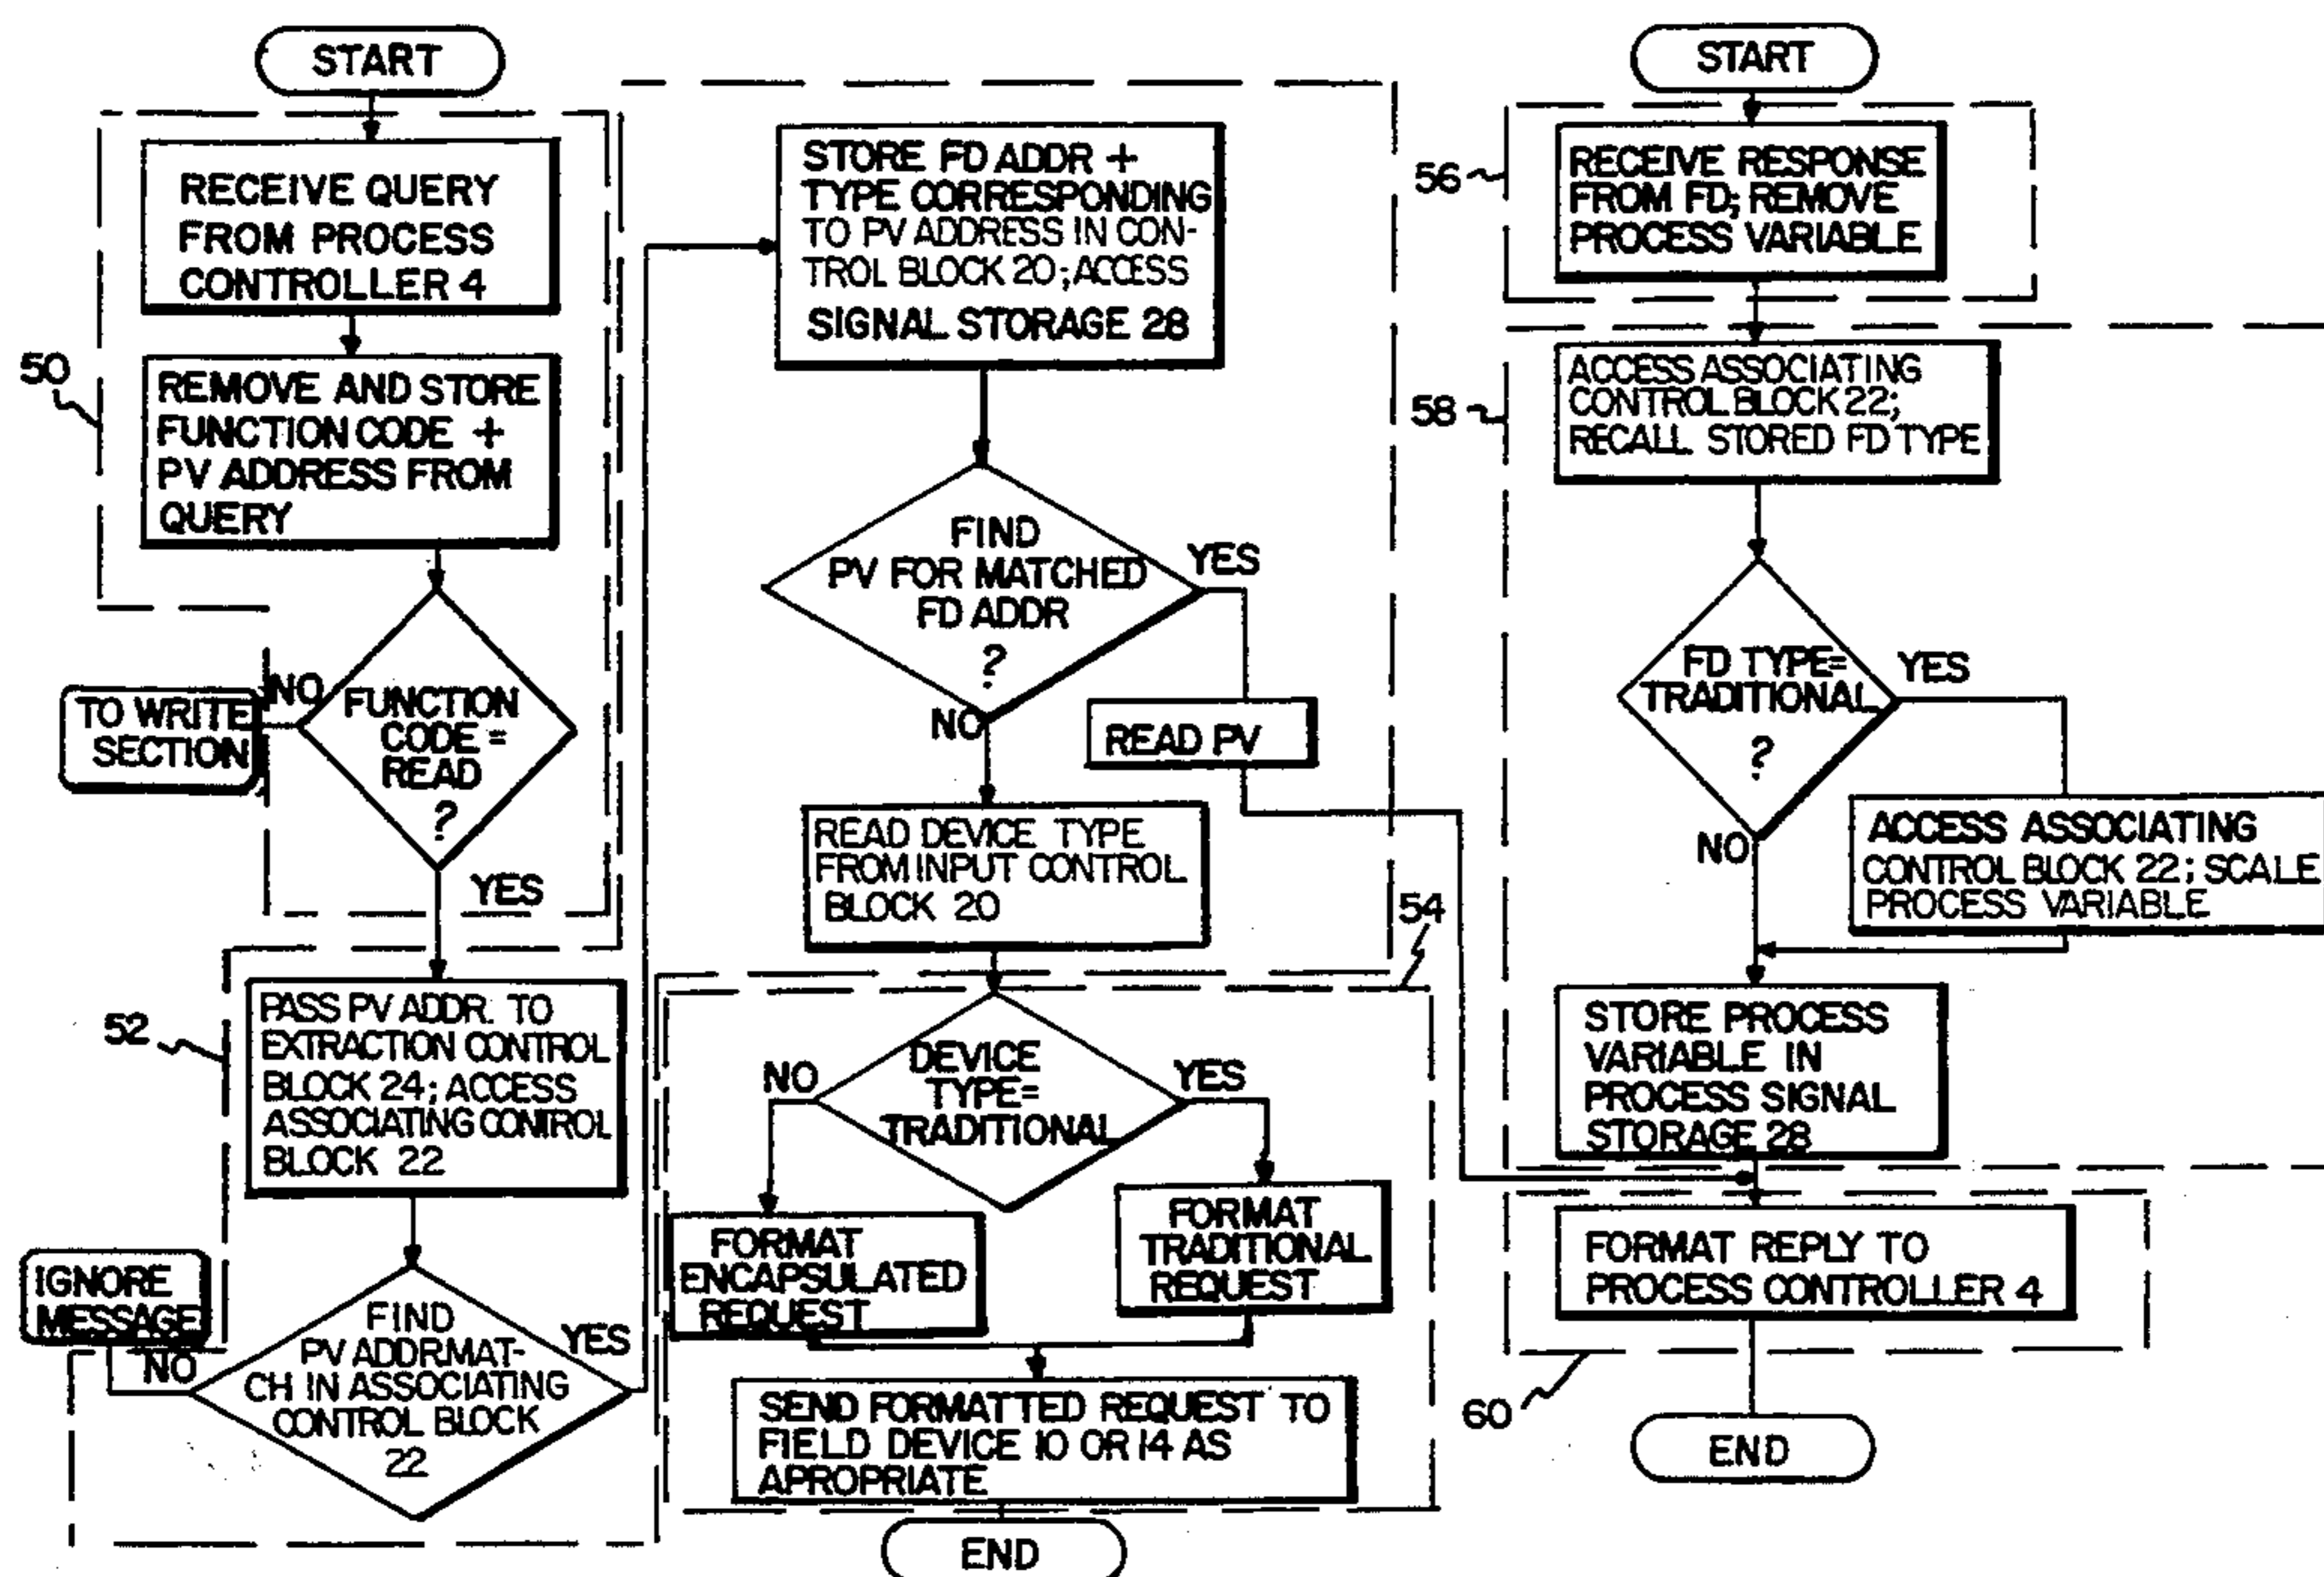 START
RECEIVE QUERY
FROM PROCESS
CONTROLLER 4
50
REMOVE AND STORE
FUNCTION CODE +
PV ADDRESS FROM
QUERY
NO
TO WRITE
SECTION
FUNCTION
CODE =
READ
?
YES
52
PASS PV ADDR. TO
EXTRACTION CONTROL
BLOCK 24; ACCESS
ASSOCIATING CONTROL
BLOCK 22
IGNORE
MESSAGE
NO
FIND
PV ADDR.MAT-
CH IN ASSOCIATING
CONTROL BLOCK
22
YES
STORE FD ADDR +
TYPE CORRESPONDING
TO PV ADDRESS IN CON-
TROL BLOCK 20; ACCESS
SIGNAL STORAGE 28
FIND
PV FOR MATCHED
FD ADDR
?
YES
NO
READ PV
READ DEVICE TYPE
FROM INPUT CONTROL
BLOCK 20
54
NO
DEVICE
TYPE=
TRADITIONAL
YES
FORMAT
ENCAPSULATED
REQUEST
FORMAT
TRADITIONAL
REQUEST
SEND FORMATTED REQUEST TO
FIELD DEVICE 10 OR 14 AS
APROPRIATE
END
START
56
RECEIVE RESPONSE
FROM FD; REMOVE
PROCESS VARIABLE
58
ACCESS ASSOCIATING
CONTROL BLOCK 22;
RECALL STORED FD TYPE
FD TYPE=
TRADITIONAL
?
YES
NO
ACCESS ASSOCIATING
CONTROL BLOCK 22; SCALE
PROCESS VARIABLE
STORE PROCESS
VARIABLE IN
PROCESS SIGNAL
STORAGE 28
FORMAT REPLY TO
PROCESS CONTROLLER 4
60
END